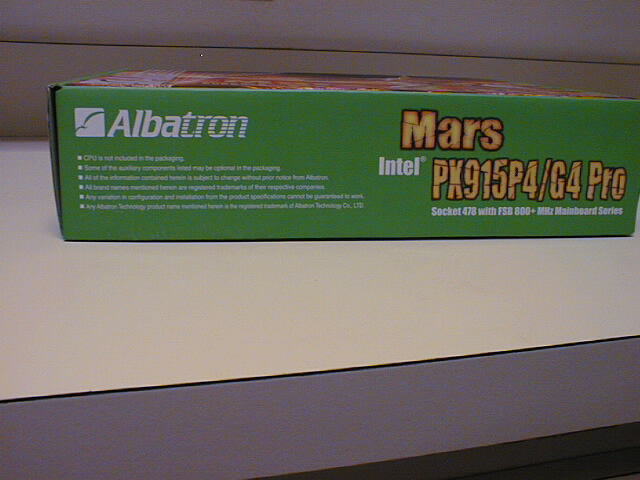 Albatron
■ CPU is not included in the packaging.
■ Some of the auxiliary components listed may be optional in the packaging.
■ All of the information contained herein is subject to change without prior notice from Albatron.
■ All brand names mentioned herein are registered trademarks of their respective companies.
■ Any variation in configuration and installation from the product specifications cannot be guaranteed to work.
■ Any Albatron Technology product name mentioned herein is the registered trademark of Albatron Technology Co., LTD.
Mars
Intel® PX915P4/G4 Pro
Socket 478 with FSB 800+ MHz Mainboard Series